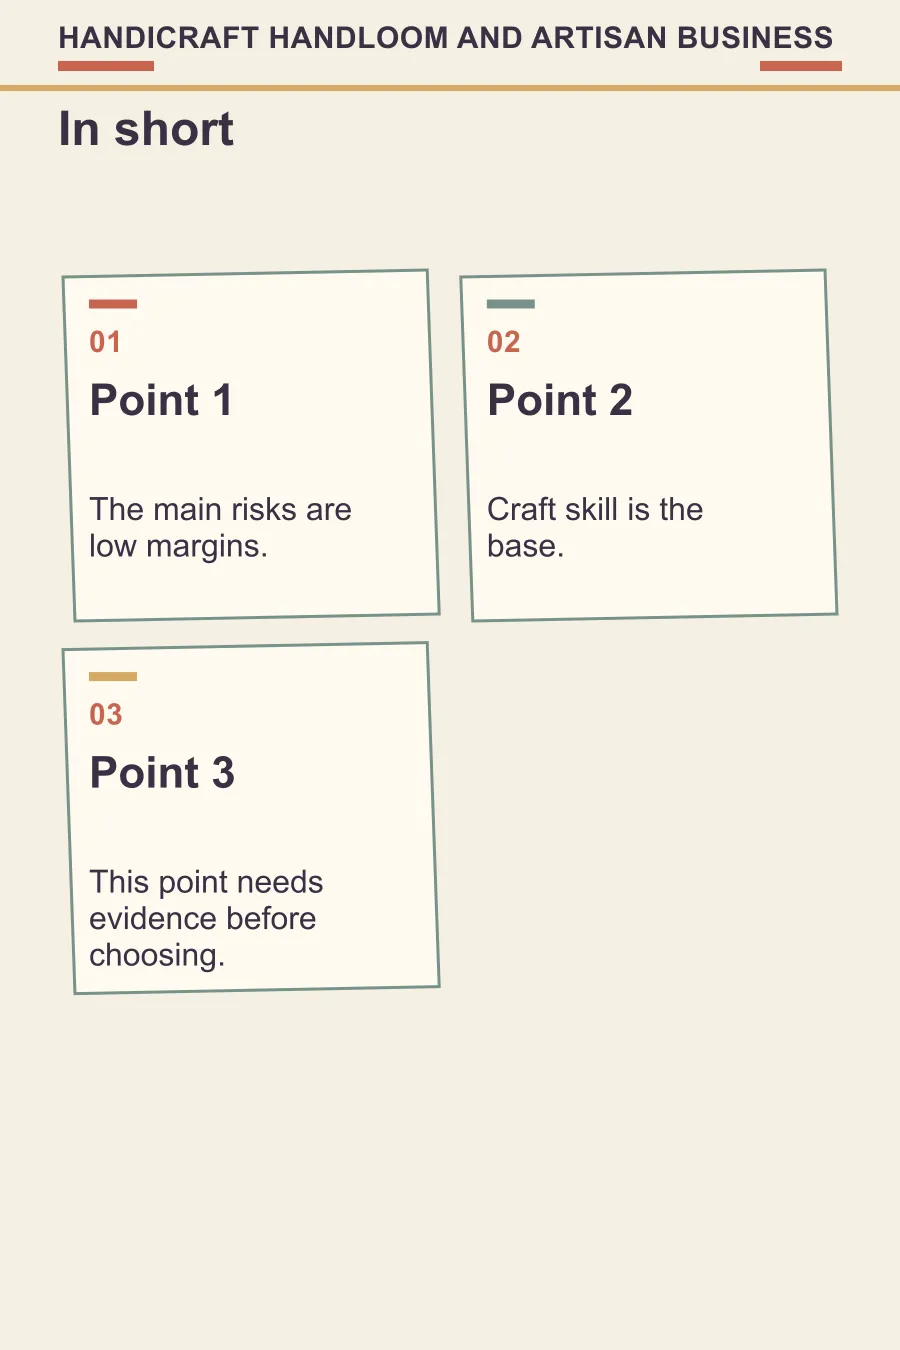 HANDICRAFT HANDLOOM AND ARTISAN BUSINESS
In short
01
Point 1
The main risks are
low margins.
02
Point 2
Craft skill is the
base.
03
Point 3
This point needs
evidence before
choosing.